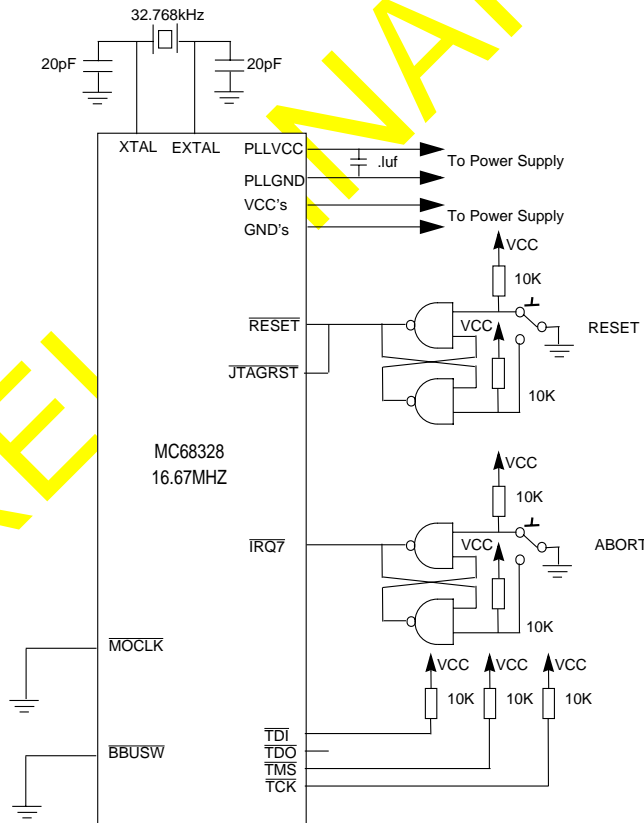 32.768kHz
20pF
20pF
XTAL
EXTAL
PLLVCC
.luf
To Power Supply
PLLGND
VCC's
To Power Supply
GND's
VCC
10K
RESET
VCC
RESET
JTAGRST
10K
MC68328
16.67MHZ
VCC
10K
IRQ7
VCC
ABORT
10K
MOCLK
VCC
VCC
VCC
10K
10K
10K
TDI
BBUSW
TDO
TMS
TCK